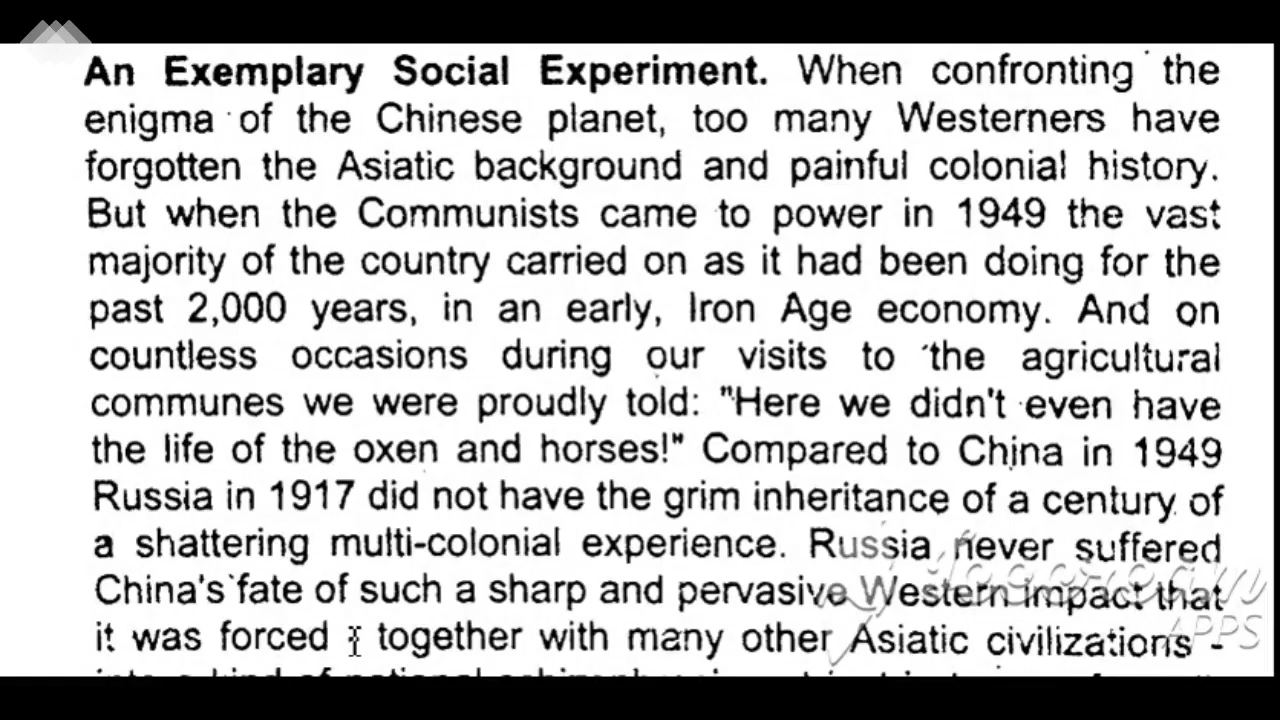 An Exemplary Social Experiment. When confronting the
enigma of the Chinese planet, too many Westerners have
forgotten the Asiatic background and painful colonial history.
But when the Communists came to power in 1949 the vast
majority of the country carried on as it had been doing for the
past 2,000 years, in an early, Iron Age economy. And on
countless occasions during our visits to the agricultural
communes we were proudly told: "Here we didn't even have
the life of the oxen and horses!" Compared to China in 1949
Russia in 1917 did not have the grim inheritance of a century of
a shattering multi-colonial experience. Russia never suffered
China's fate of such a sharp and pervasive Western impact that
it was forced - together with many other Asiatic civilizations -
APPS